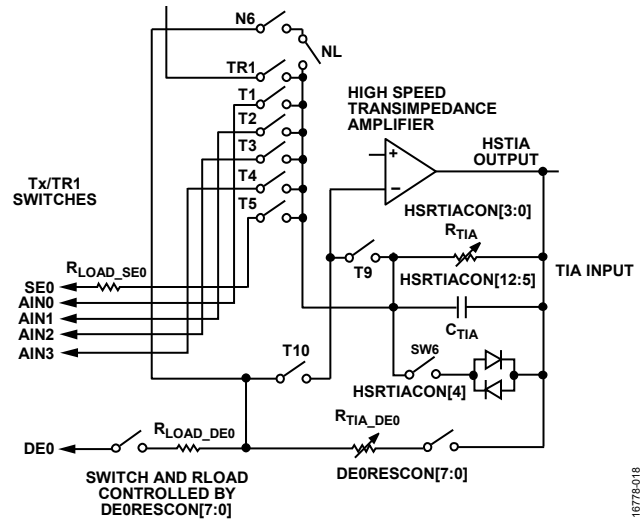 N6
NL
TR1
T1
T2
T3
T4
T5
HIGH SPEED
TRANSIMPEDANCE
AMPLIFIER
+
–
HSTIA
OUTPUT
HSRTIACON[3:0]
Tx/TR1
SWITCHES
RTIA
T9
HSRTIACON[12:5]
TIA INPUT
CTIA
RLOAD_SE0
SE0
AIN0
AIN1
AIN2
AIN3
T10
SW6
HSRTIACON[4]
RTIA_DE0
DE0
RLOAD_DE0
DE0RESCON[7:0]
SWITCH AND RLOAD
CONTROLLED BY
DE0RESCON[7:0]
16778-018